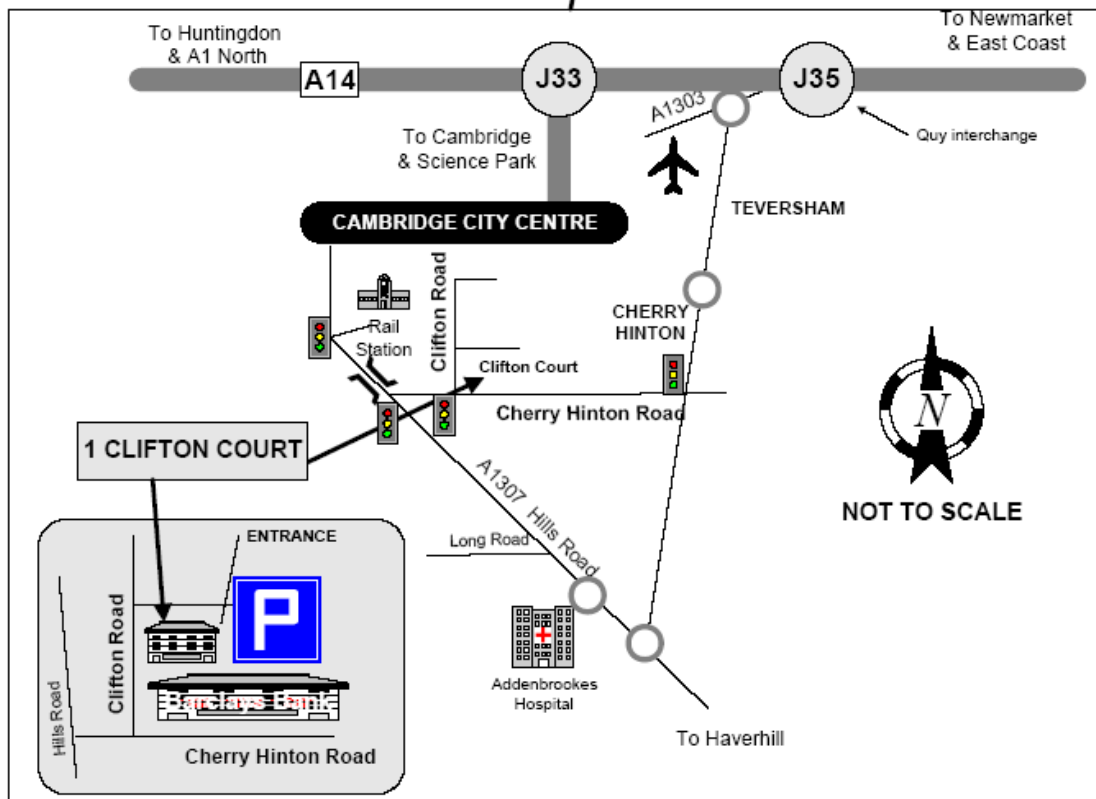 To Huntingdon
& A1 North
To Newmarket
& East Coast
A14
J33
J35
A1303
Quy interchange
To Cambridge
& Science Park
TEVERSHAM
CAMBRIDGE CITY CENTRE
Rail
Station
Clifton Road
CHERRY
HINTON
Clifton Court
Cherry Hinton Road
1 CLIFTON COURT
N
NOT TO SCALE
A1307 Hills Road
Long Road
Addenbrookes
Hospital
To Haverhill
ENTRANCE
P
Clifton Road
Hills Road
Barclays Bank
Cherry Hinton Road